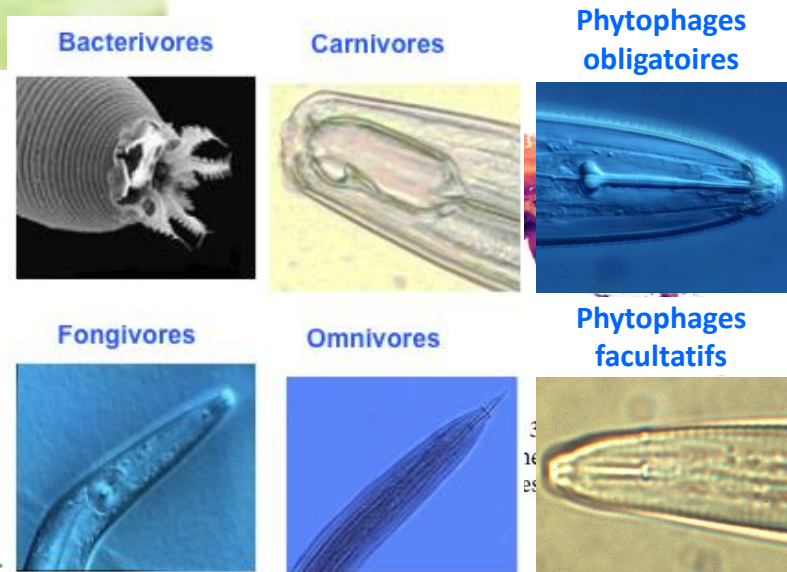 Bacterivores
Carnivores
Phytophages
obligatoires
Fongivores
Omnivores
Phytophages
facultatifs